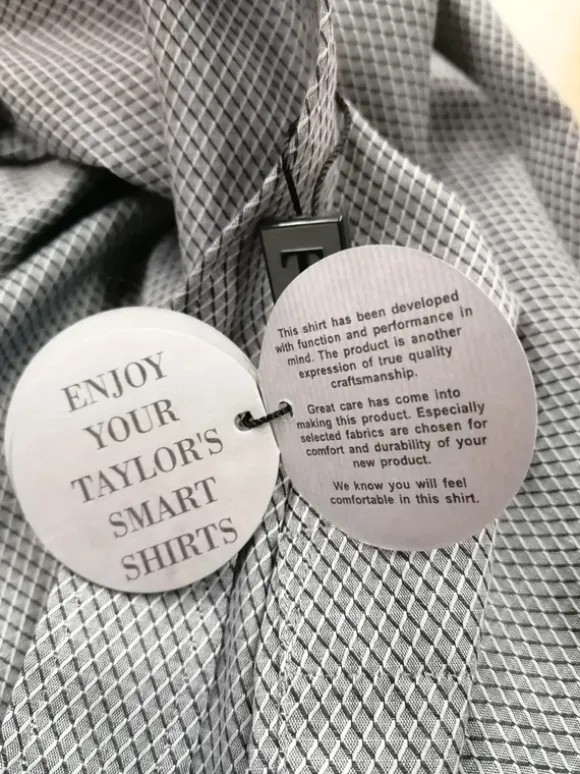 T
ENJOY
YOUR
TAYLOR'S
SMART
SHIRTS
This shirt has been developed
with function and performance in
mind. The product is another
expression of true quality
craftsmanship.
Great care has come into
making this product. Especially
selected fabrics are chosen for
comfort and durability of your
new product.
We know you will feel
comfortable in this shirt.